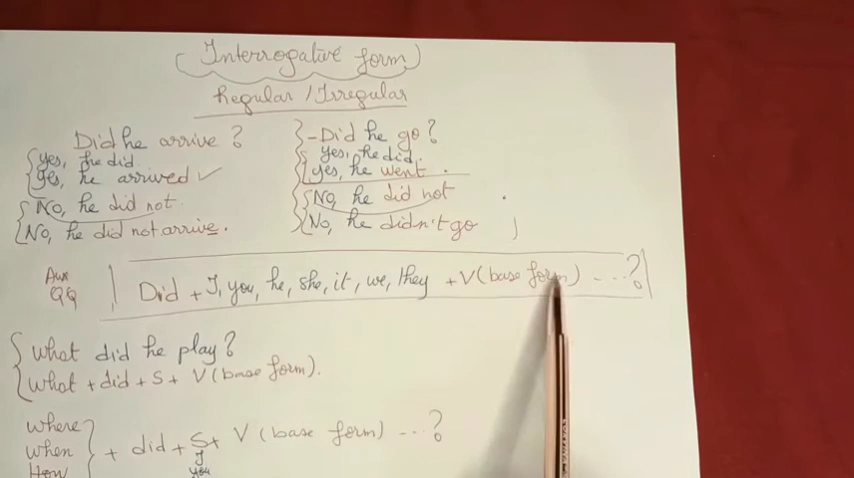 Interrogative form
Regular / Irregular
Did he arrive ?
yes, he did.
yes, he arrived ✓
No, he did not.
No, he did not arrive.
- Did he go ?
yes, he did.
yes, he went.
No, he did not
No, he didn't go
Aux
QQ
Did + I, you, he, she, it, we, they + V (base form) ....?
what did he play ?
what + did + S + V (base form).
where
when
How
+ did + S + V (base form) ....?
I
you